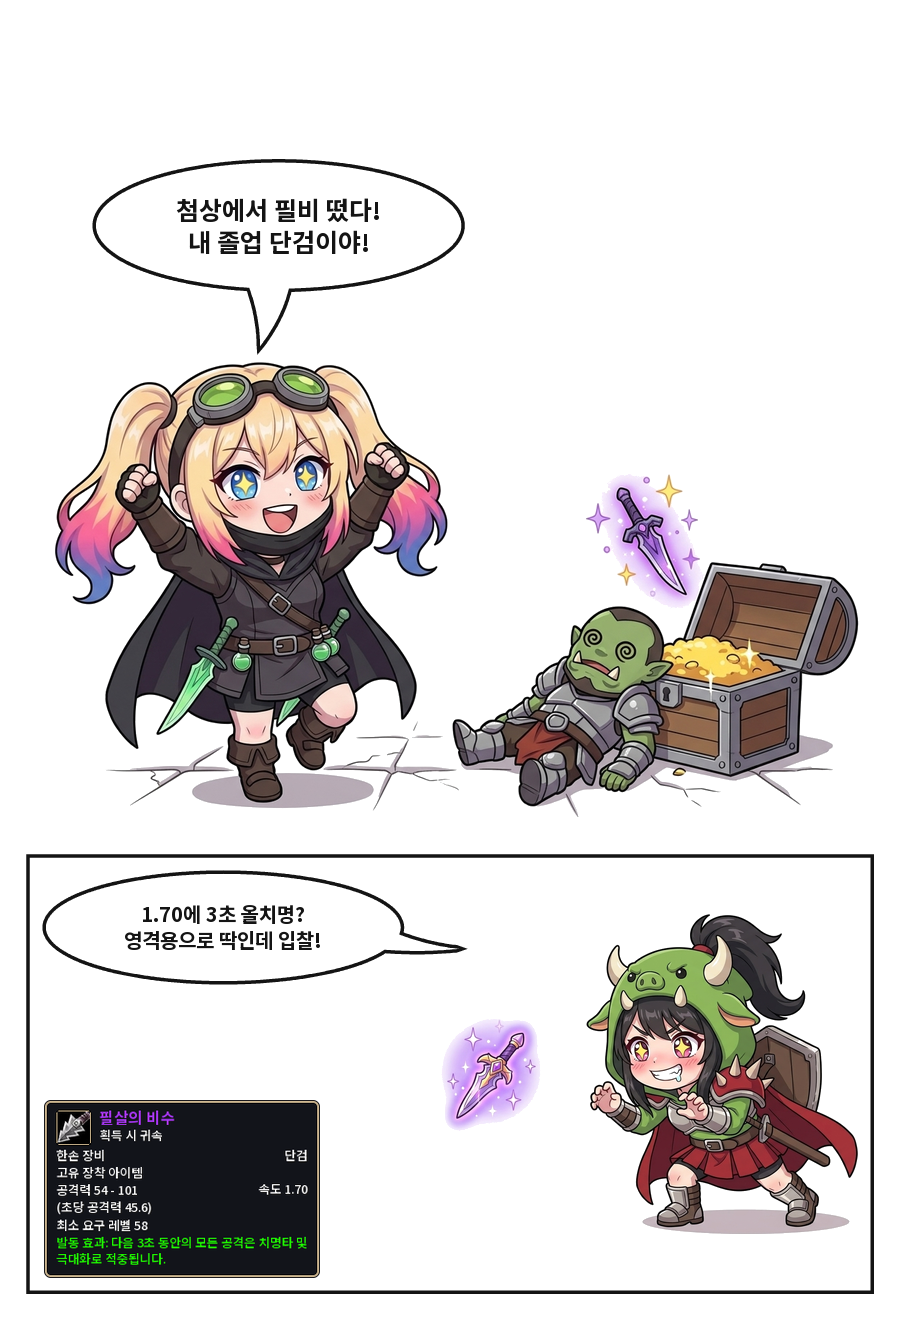 첨상에서 필비 떴다!
내 졸업 단검이야!
1.70에 3초 올치명?
영격용으로 딱인데 입찰!
필살의 비수
획득 시 귀속
한손 장비 단검
고유 장착 아이템
공격력 54 - 101 속도 1.70
(초당 공격력 45.6)
최소 요구 레벨 58
발동 효과: 다음 3초 동안의 모든 공격은 치명타 및
극대화로 적중됩니다.